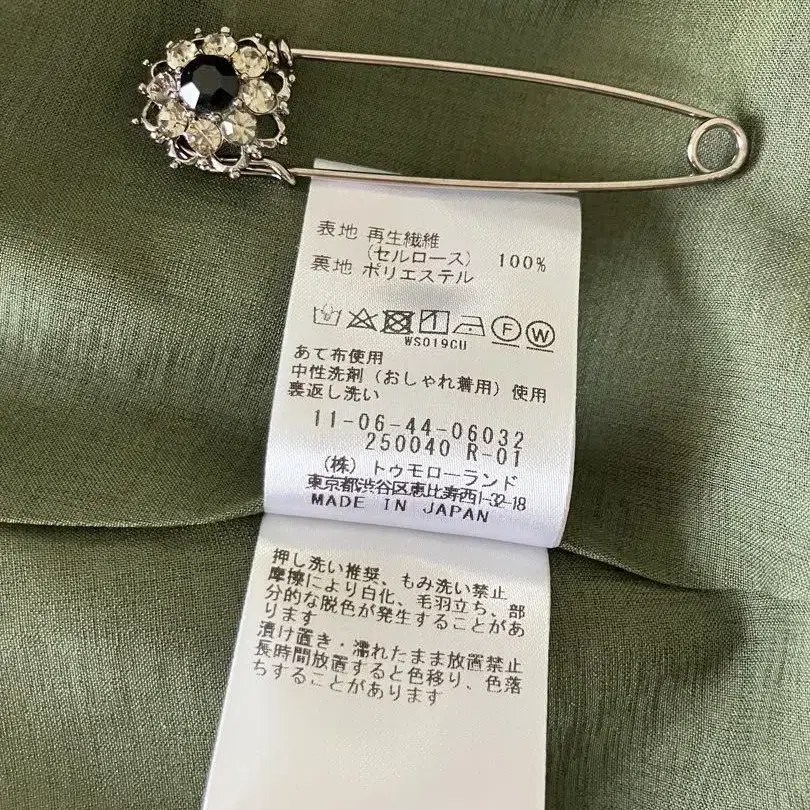 表地 再生繊維
(セルロース) 100%
裏地 ポリエステル
F W
WS019CU
あて布使用
中性洗剤(おしゃれ着用)使用
裏返し洗い
11-06-44-06032
250040 R-01
(株)トゥモローランド
東京都渋谷区恵比寿西1-32-18
MADE IN JAPAN
押し洗い推奨、もみ洗い禁止
摩擦により白化、毛羽立ち、部
分的な脱色が発生することがあ
ります
漬け置き・濡れたまま放置禁止
長時間放置すると色移り、色落
ちすることがあります